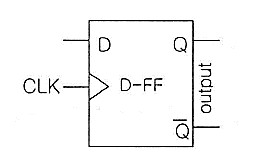 D Q
CLK D-FF
output
Q̅